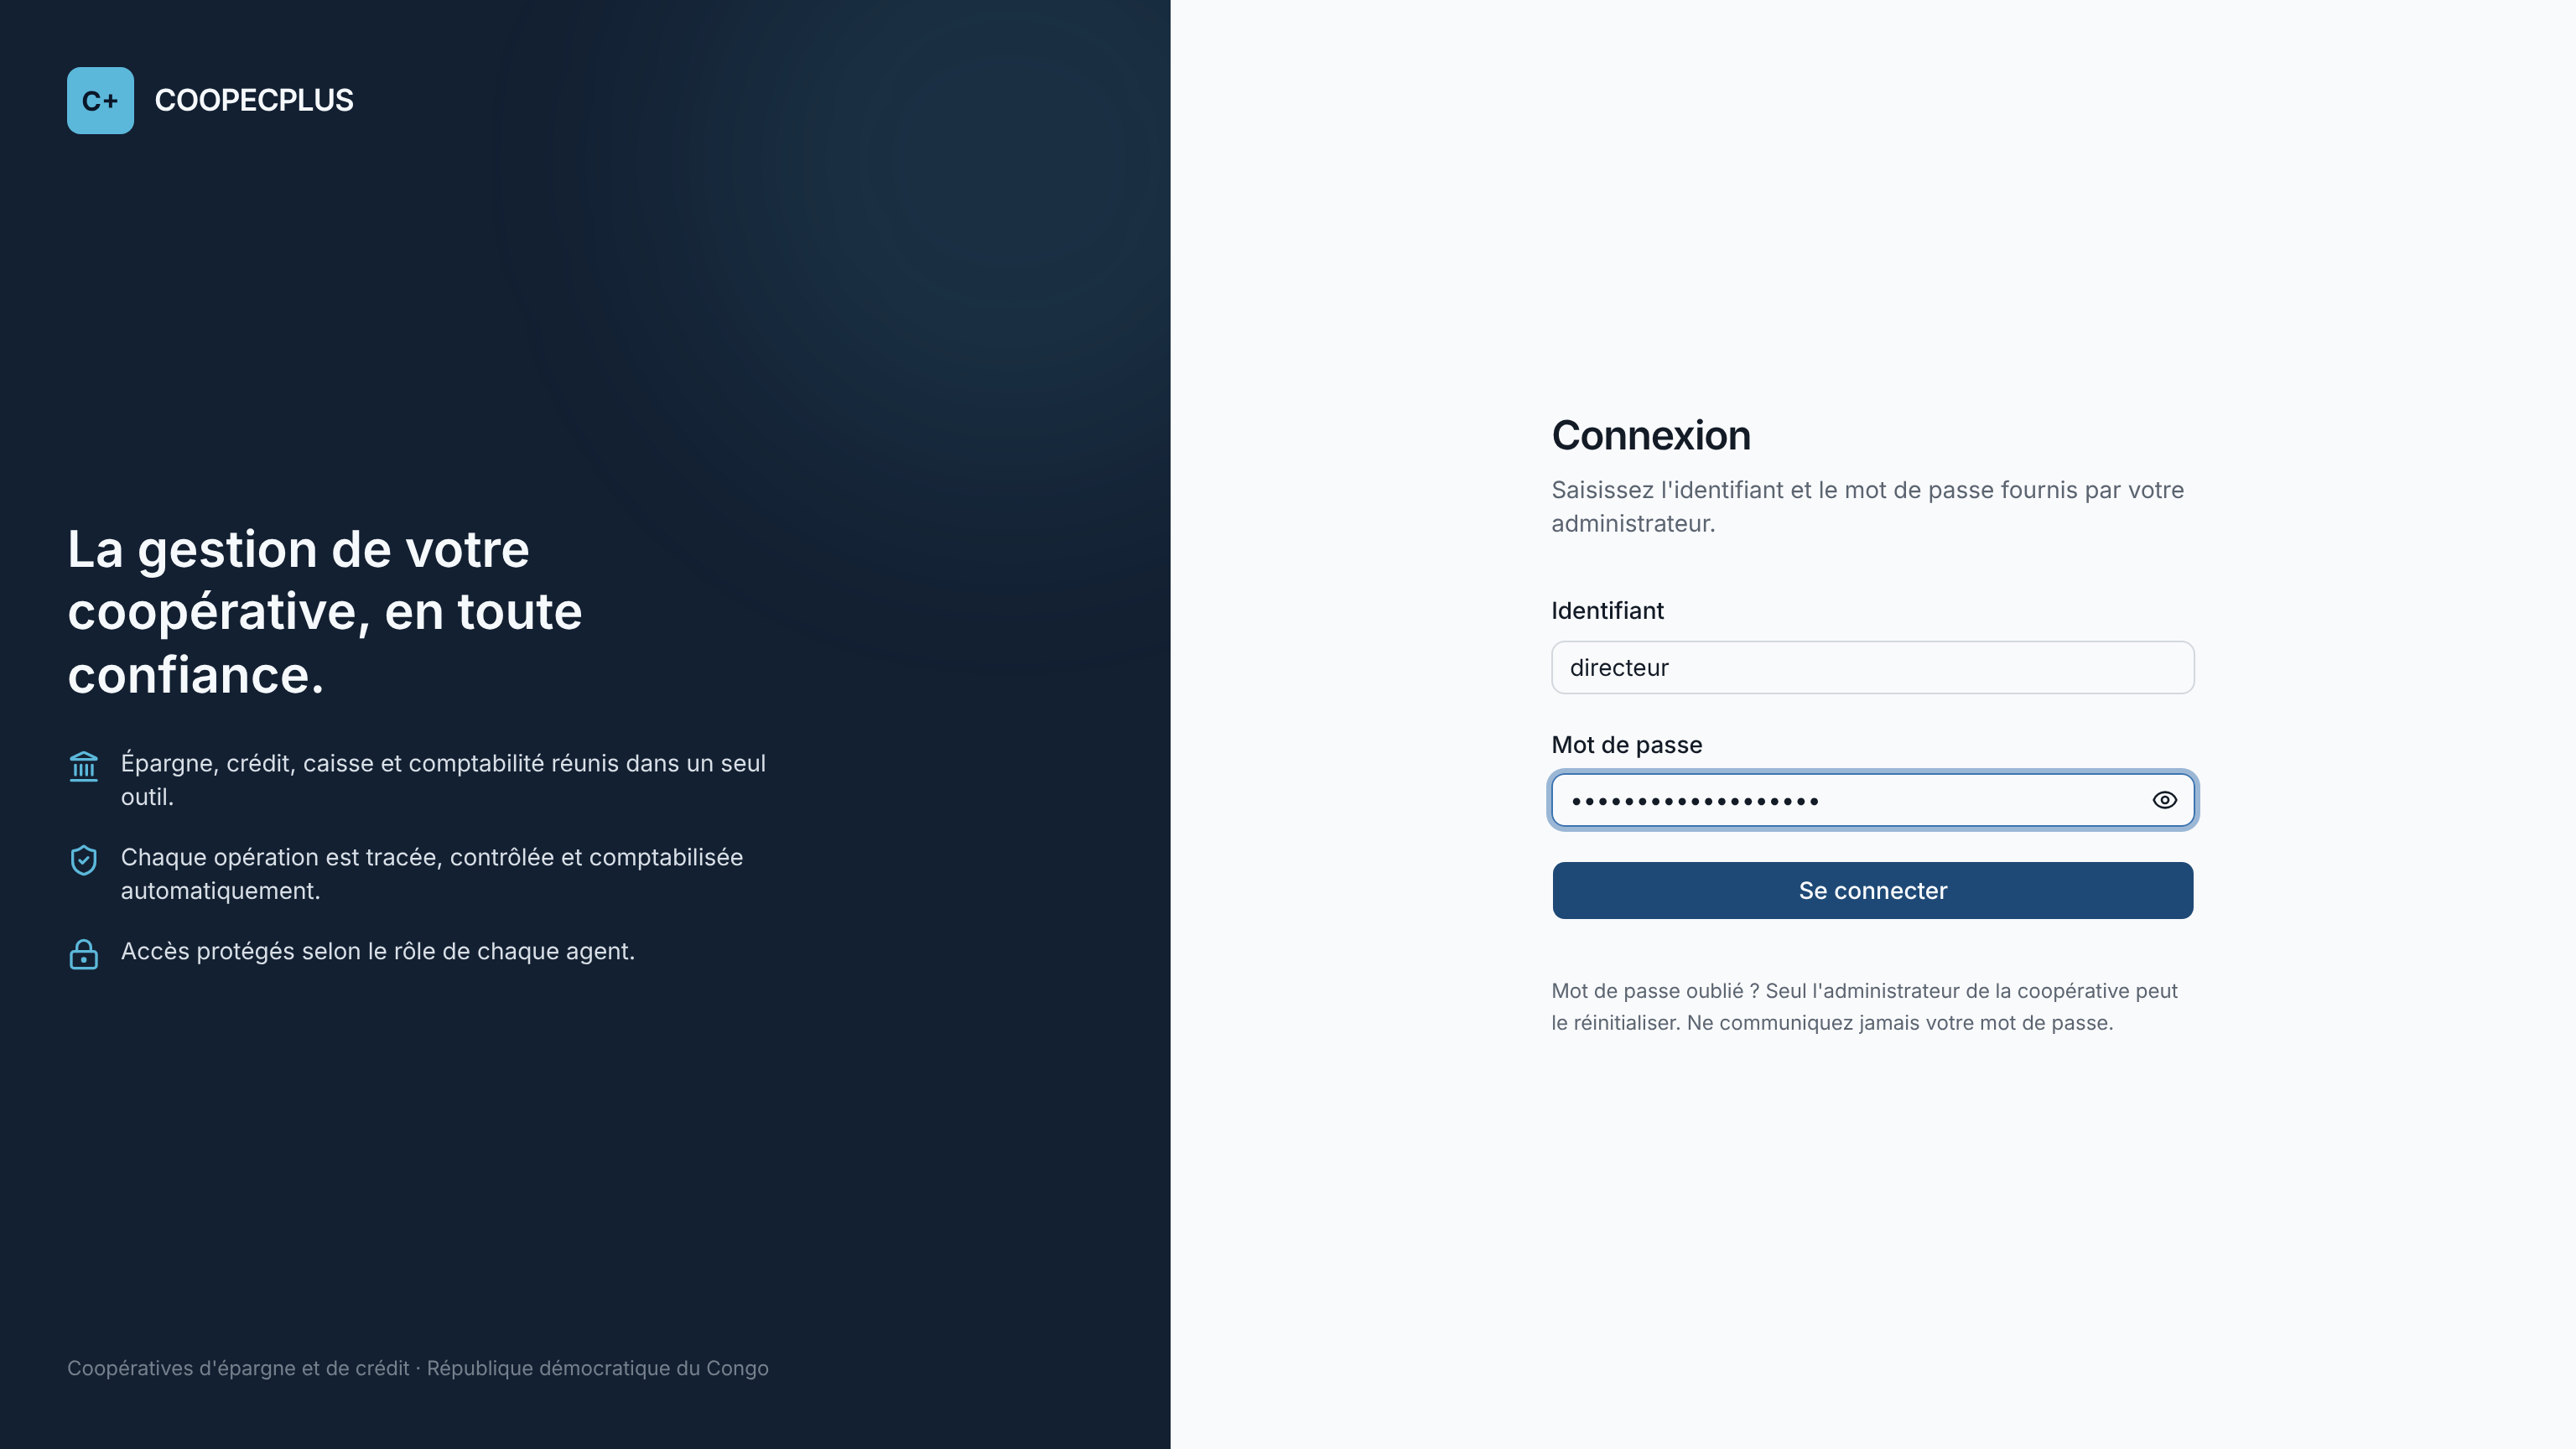 C+
COOPECPLUS
La gestion de votre
coopérative, en toute
confiance.
Épargne, crédit, caisse et comptabilité réunis dans un seul
outil.
Chaque opération est tracée, contrôlée et comptabilisée
automatiquement.
Accès protégés selon le rôle de chaque agent.
Coopératives d'épargne et de crédit · République démocratique du Congo
Connexion
Saisissez l'identifiant et le mot de passe fournis par votre
administrateur.
Identifiant
directeur
Mot de passe
•••••••••••••••••••
Se connecter
Mot de passe oublié ? Seul l'administrateur de la coopérative peut
le réinitialiser. Ne communiquez jamais votre mot de passe.